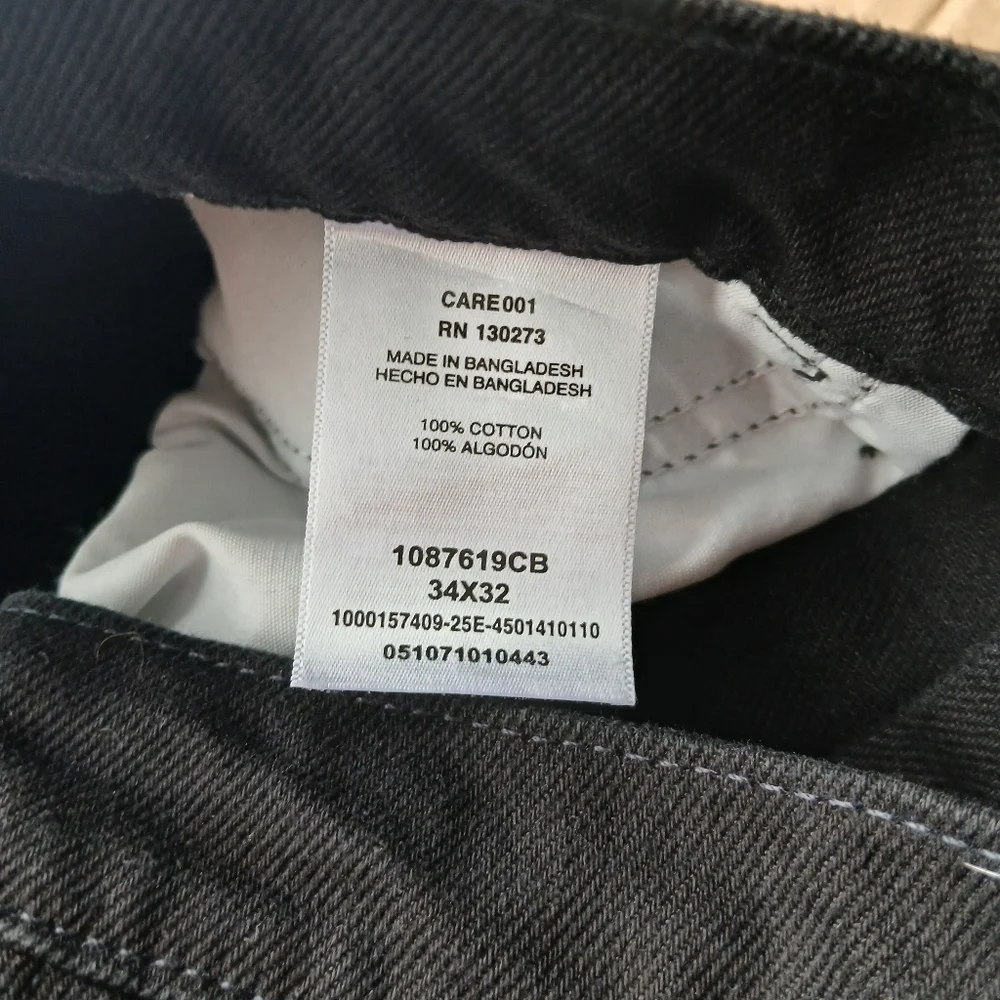 CARE001
RN 130273
MADE IN BANGLADESH
HECHO EN BANGLADESH
100% COTTON
100% ALGODÓN
1087619CB
34X32
1000157409-25E-4501410110
051071010443